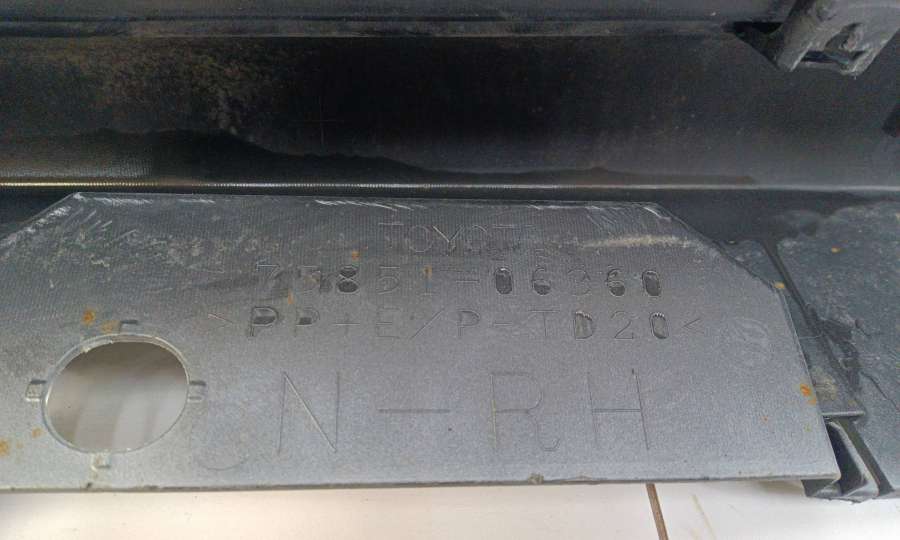 TOYOTA
75851-06360
>PP+E/P-TD20<
N-RH